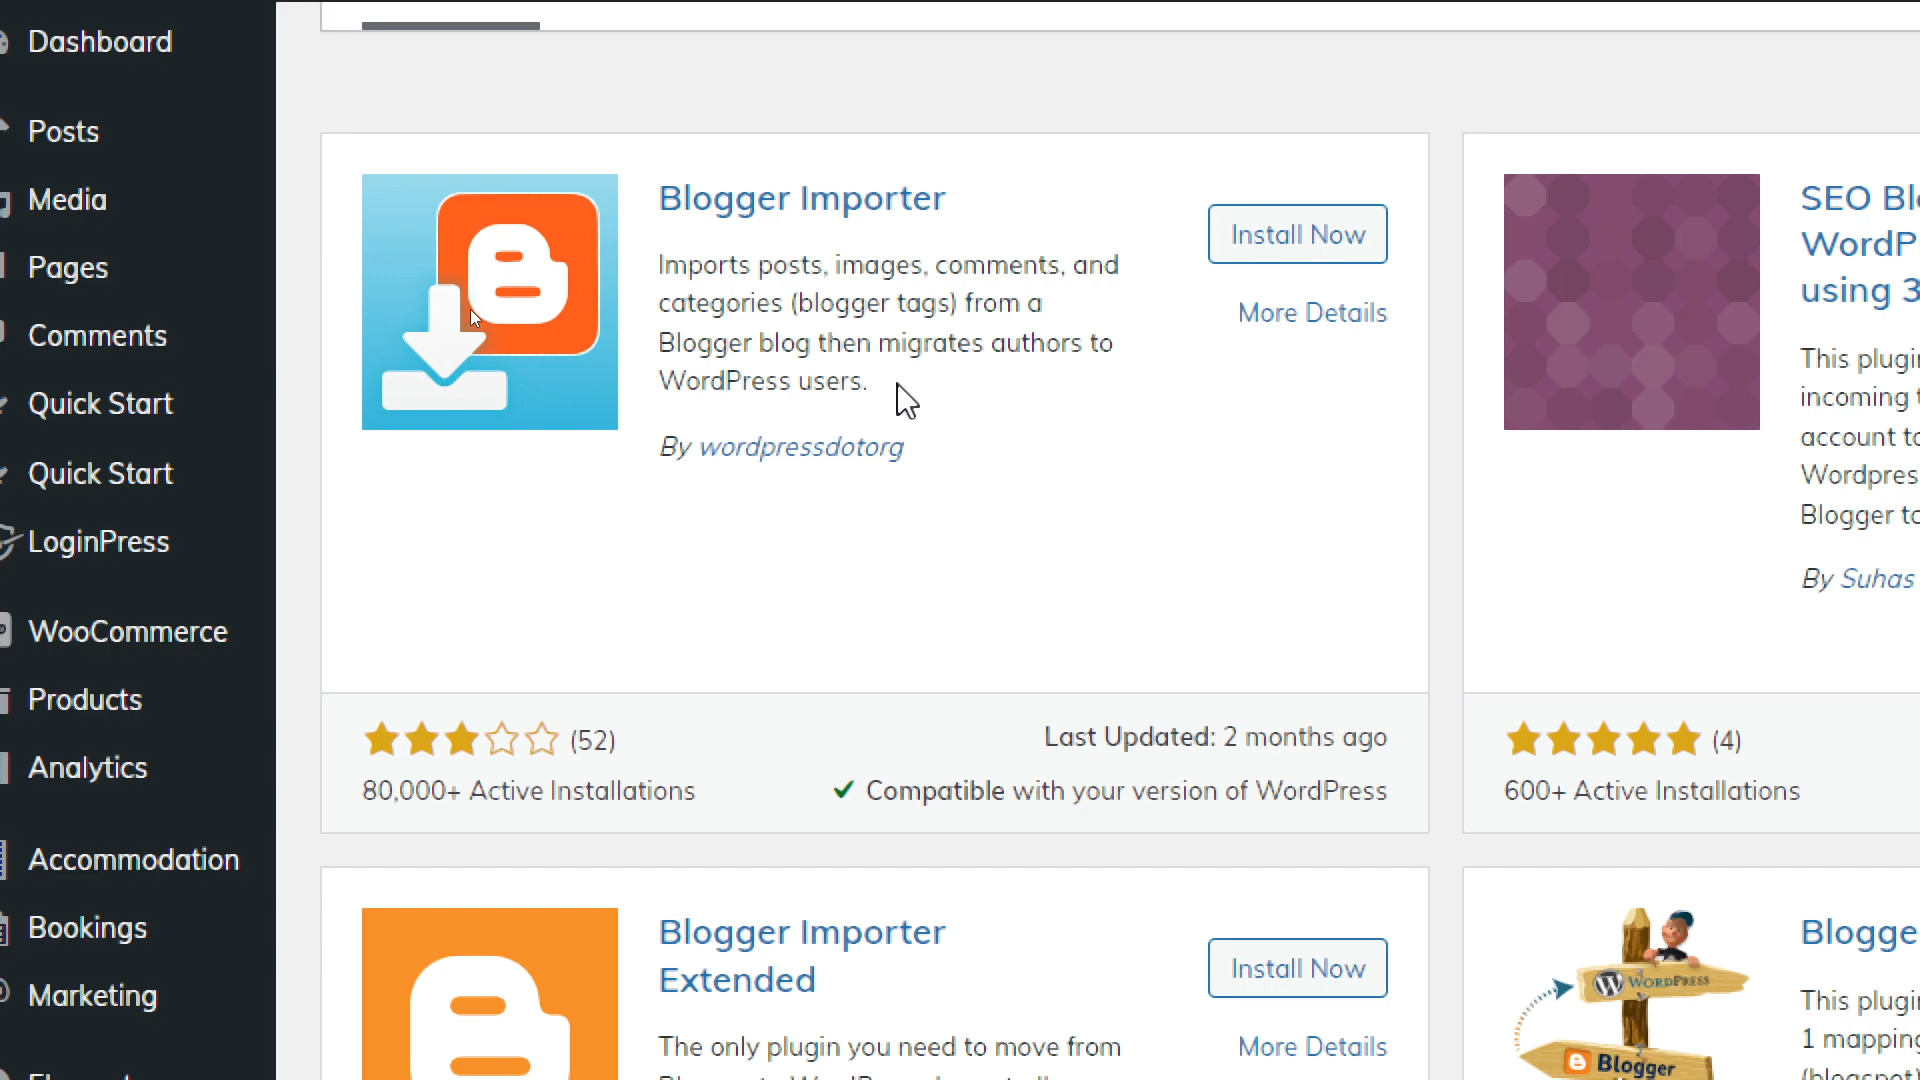 Dashboard
Posts
Media
Pages
Comments
Quick Start
Quick Start
LoginPress
WooCommerce
Products
Analytics
Accommodation
Bookings
Marketing
Blogger Importer
Install Now
More Details
Imports posts, images, comments, and
categories (blogger tags) from a
Blogger blog then migrates authors to
WordPress users.
By wordpressdotorg
(52)
Last Updated: 2 months ago
80,000+ Active Installations
Compatible with your version of WordPress
SEO Bl
WordP
using 3
This plugin
incoming
account to
Wordpres
Blogger to
By Suhas
(4)
600+ Active Installations
Blogger Importer
Extended
Install Now
More Details
The only plugin you need to move from
WORDPRESS
Blogger
Blogge
This plugin
1 mapping
(blogspot)